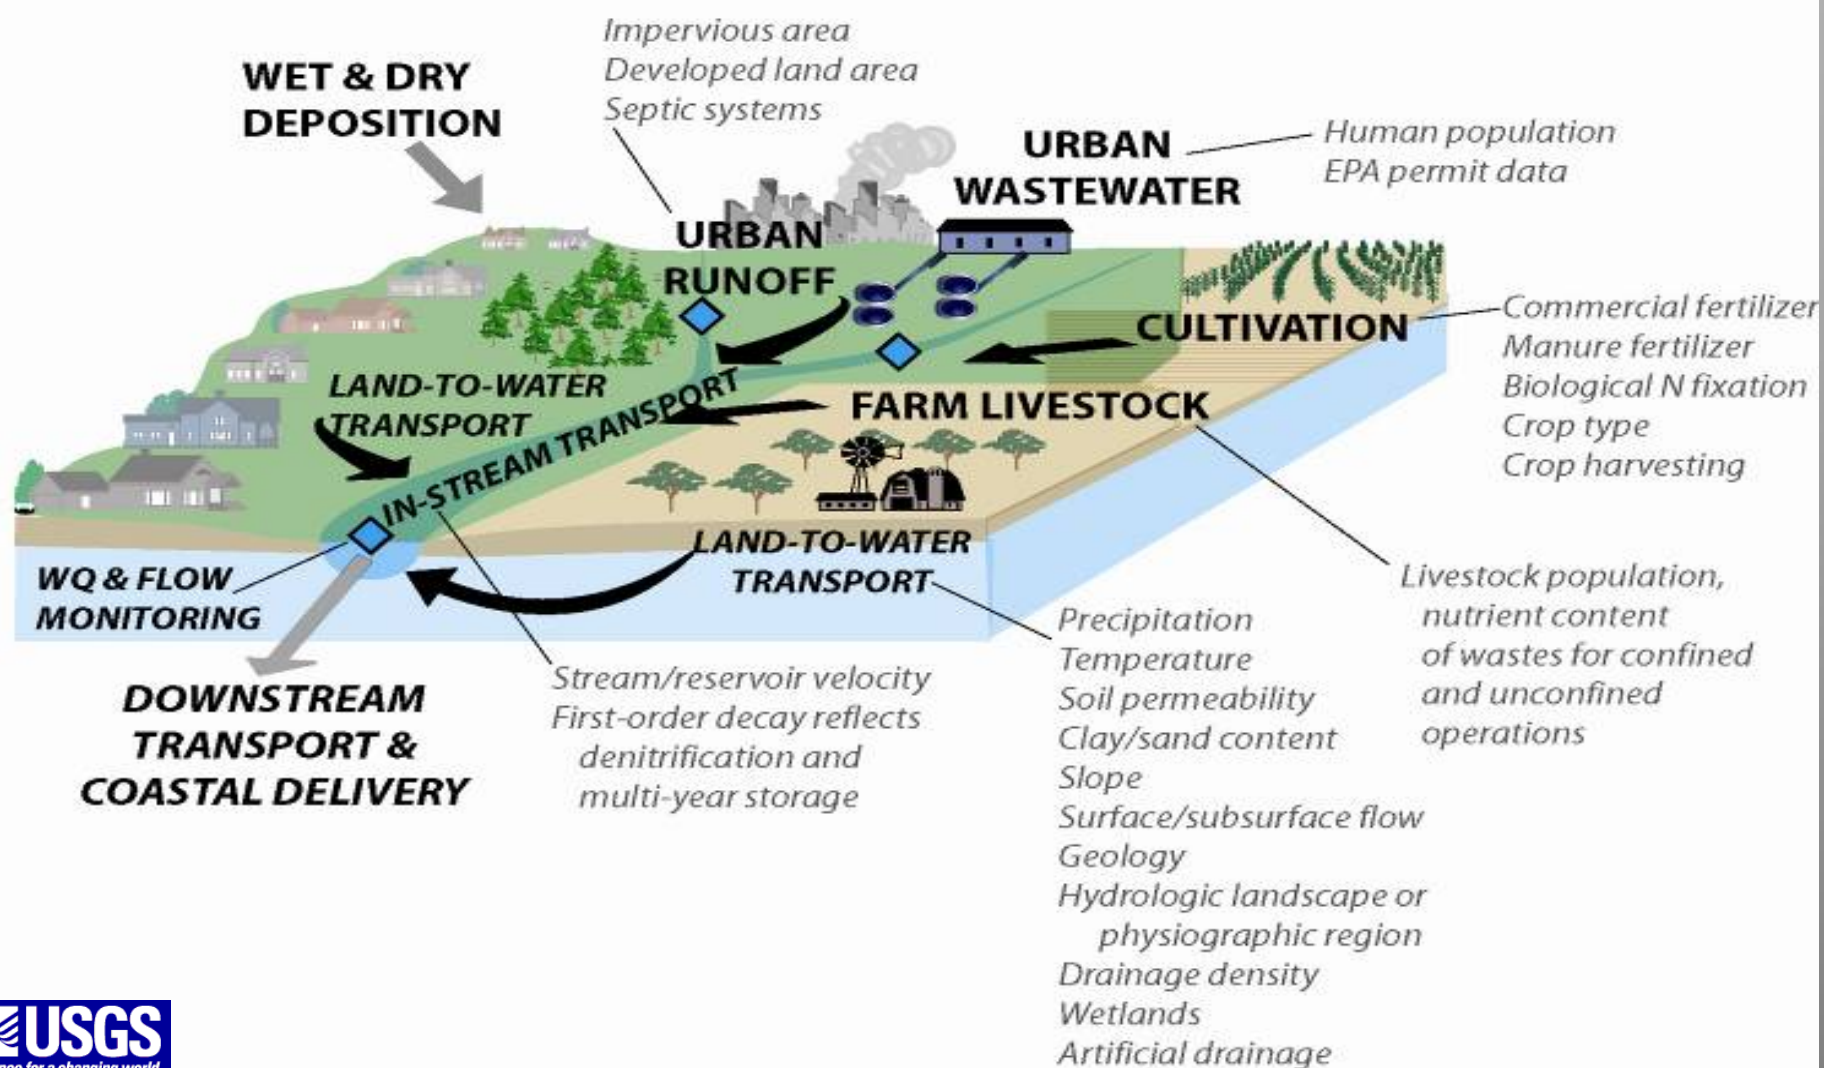 Impervious area
Developed land area
Septic systems
WET & DRY
DEPOSITION
URBAN
WASTEWATER
Human population
EPA permit data
URBAN
RUNOFF
CULTIVATION
Commercial fertilizer
Manure fertilizer
Biological N fixation
Crop type
Crop harvesting
LAND-TO-WATER
TRANSPORT
IN-STREAM TRANSPORT
FARM LIVESTOCK
LAND-TO-WATER
TRANSPORT
WQ & FLOW
MONITORING
Livestock population,
nutrient content
of wastes for confined
and unconfined
operations
DOWNSTREAM
TRANSPORT &
COASTAL DELIVERY
Stream/reservoir velocity
First-order decay reflects
denitrification and
multi-year storage
Precipitation
Temperature
Soil permeability
Clay/sand content
Slope
Surface/subsurface flow
Geology
Hydrologic landscape or
physiographic region
Drainage density
Wetlands
Artificial drainage
USGS
for a changing world